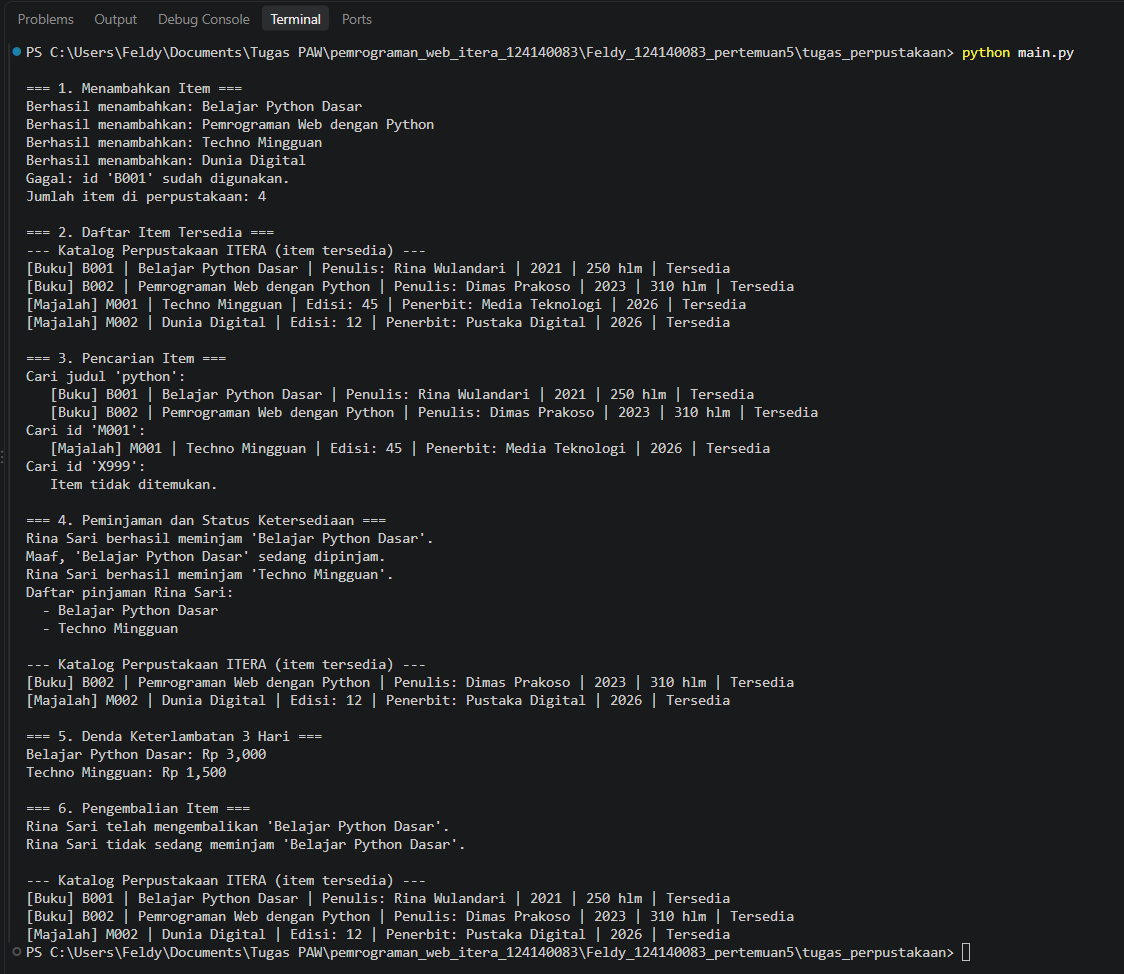 Problems Output Debug Console Terminal Ports
PS C:\Users\Feldy\Documents\Tugas PAW\pemrograman_web_itera_124140083\Feldy_124140083_pertemuan5\tugas_perpustakaan> python main.py
=== 1. Menambahkan Item ===
Berhasil menambahkan: Belajar Python Dasar
Berhasil menambahkan: Pemrograman Web dengan Python
Berhasil menambahkan: Techno Mingguan
Berhasil menambahkan: Dunia Digital
Gagal: id 'B001' sudah digunakan.
Jumlah item di perpustakaan: 4
=== 2. Daftar Item Tersedia ===
--- Katalog Perpustakaan ITERA (item tersedia) ---
[Buku] B001 | Belajar Python Dasar | Penulis: Rina Wulandari | 2021 | 250 hlm | Tersedia
[Buku] B002 | Pemrograman Web dengan Python | Penulis: Dimas Prakoso | 2023 | 310 hlm | Tersedia
[Majalah] M001 | Techno Mingguan | Edisi: 45 | Penerbit: Media Teknologi | 2026 | Tersedia
[Majalah] M002 | Dunia Digital | Edisi: 12 | Penerbit: Pustaka Digital | 2026 | Tersedia
=== 3. Pencarian Item ===
Cari judul 'python':
   [Buku] B001 | Belajar Python Dasar | Penulis: Rina Wulandari | 2021 | 250 hlm | Tersedia
   [Buku] B002 | Pemrograman Web dengan Python | Penulis: Dimas Prakoso | 2023 | 310 hlm | Tersedia
Cari id 'M001':
   [Majalah] M001 | Techno Mingguan | Edisi: 45 | Penerbit: Media Teknologi | 2026 | Tersedia
Cari id 'X999':
   Item tidak ditemukan.
=== 4. Peminjaman dan Status Ketersediaan ===
Rina Sari berhasil meminjam 'Belajar Python Dasar'.
Maaf, 'Belajar Python Dasar' sedang dipinjam.
Rina Sari berhasil meminjam 'Techno Mingguan'.
Daftar pinjaman Rina Sari:
  - Belajar Python Dasar
  - Techno Mingguan
--- Katalog Perpustakaan ITERA (item tersedia) ---
[Buku] B002 | Pemrograman Web dengan Python | Penulis: Dimas Prakoso | 2023 | 310 hlm | Tersedia
[Majalah] M002 | Dunia Digital | Edisi: 12 | Penerbit: Pustaka Digital | 2026 | Tersedia
=== 5. Denda Keterlambatan 3 Hari ===
Belajar Python Dasar: Rp 3,000
Techno Mingguan: Rp 1,500
=== 6. Pengembalian Item ===
Rina Sari telah mengembalikan 'Belajar Python Dasar'.
Rina Sari tidak sedang meminjam 'Belajar Python Dasar'.
--- Katalog Perpustakaan ITERA (item tersedia) ---
[Buku] B001 | Belajar Python Dasar | Penulis: Rina Wulandari | 2021 | 250 hlm | Tersedia
[Buku] B002 | Pemrograman Web dengan Python | Penulis: Dimas Prakoso | 2023 | 310 hlm | Tersedia
[Majalah] M002 | Dunia Digital | Edisi: 12 | Penerbit: Pustaka Digital | 2026 | Tersedia
PS C:\Users\Feldy\Documents\Tugas PAW\pemrograman_web_itera_124140083\Feldy_124140083_pertemuan5\tugas_perpustakaan>